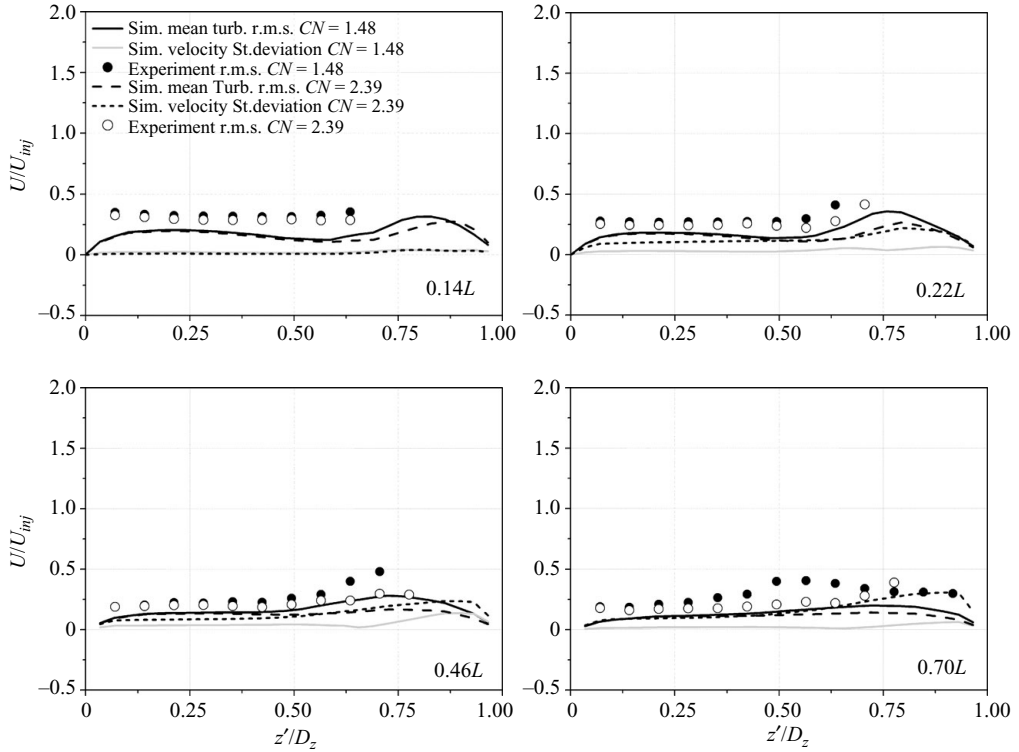 2.0
1.5
1.0
0.5
0
−0.5
U/U_inj
Sim. mean turb. r.m.s. CN = 1.48
Sim. velocity St.deviation CN = 1.48
Experiment r.m.s. CN = 1.48
Sim. mean Turb. r.m.s. CN = 2.39
Sim. velocity St.deviation CN = 2.39
Experiment r.m.s. CN = 2.39
0.14L
0 0.25 0.50 0.75 1.00
2.0
1.5
1.0
0.5
0
−0.5
0.22L
0 0.25 0.50 0.75 1.00
2.0
1.5
1.0
0.5
0
−0.5
U/U_inj
0.46L
0 0.25 0.50 0.75 1.00
z′/D_z
2.0
1.5
1.0
0.5
0
−0.5
0.70L
0 0.25 0.50 0.75 1.00
z′/D_z